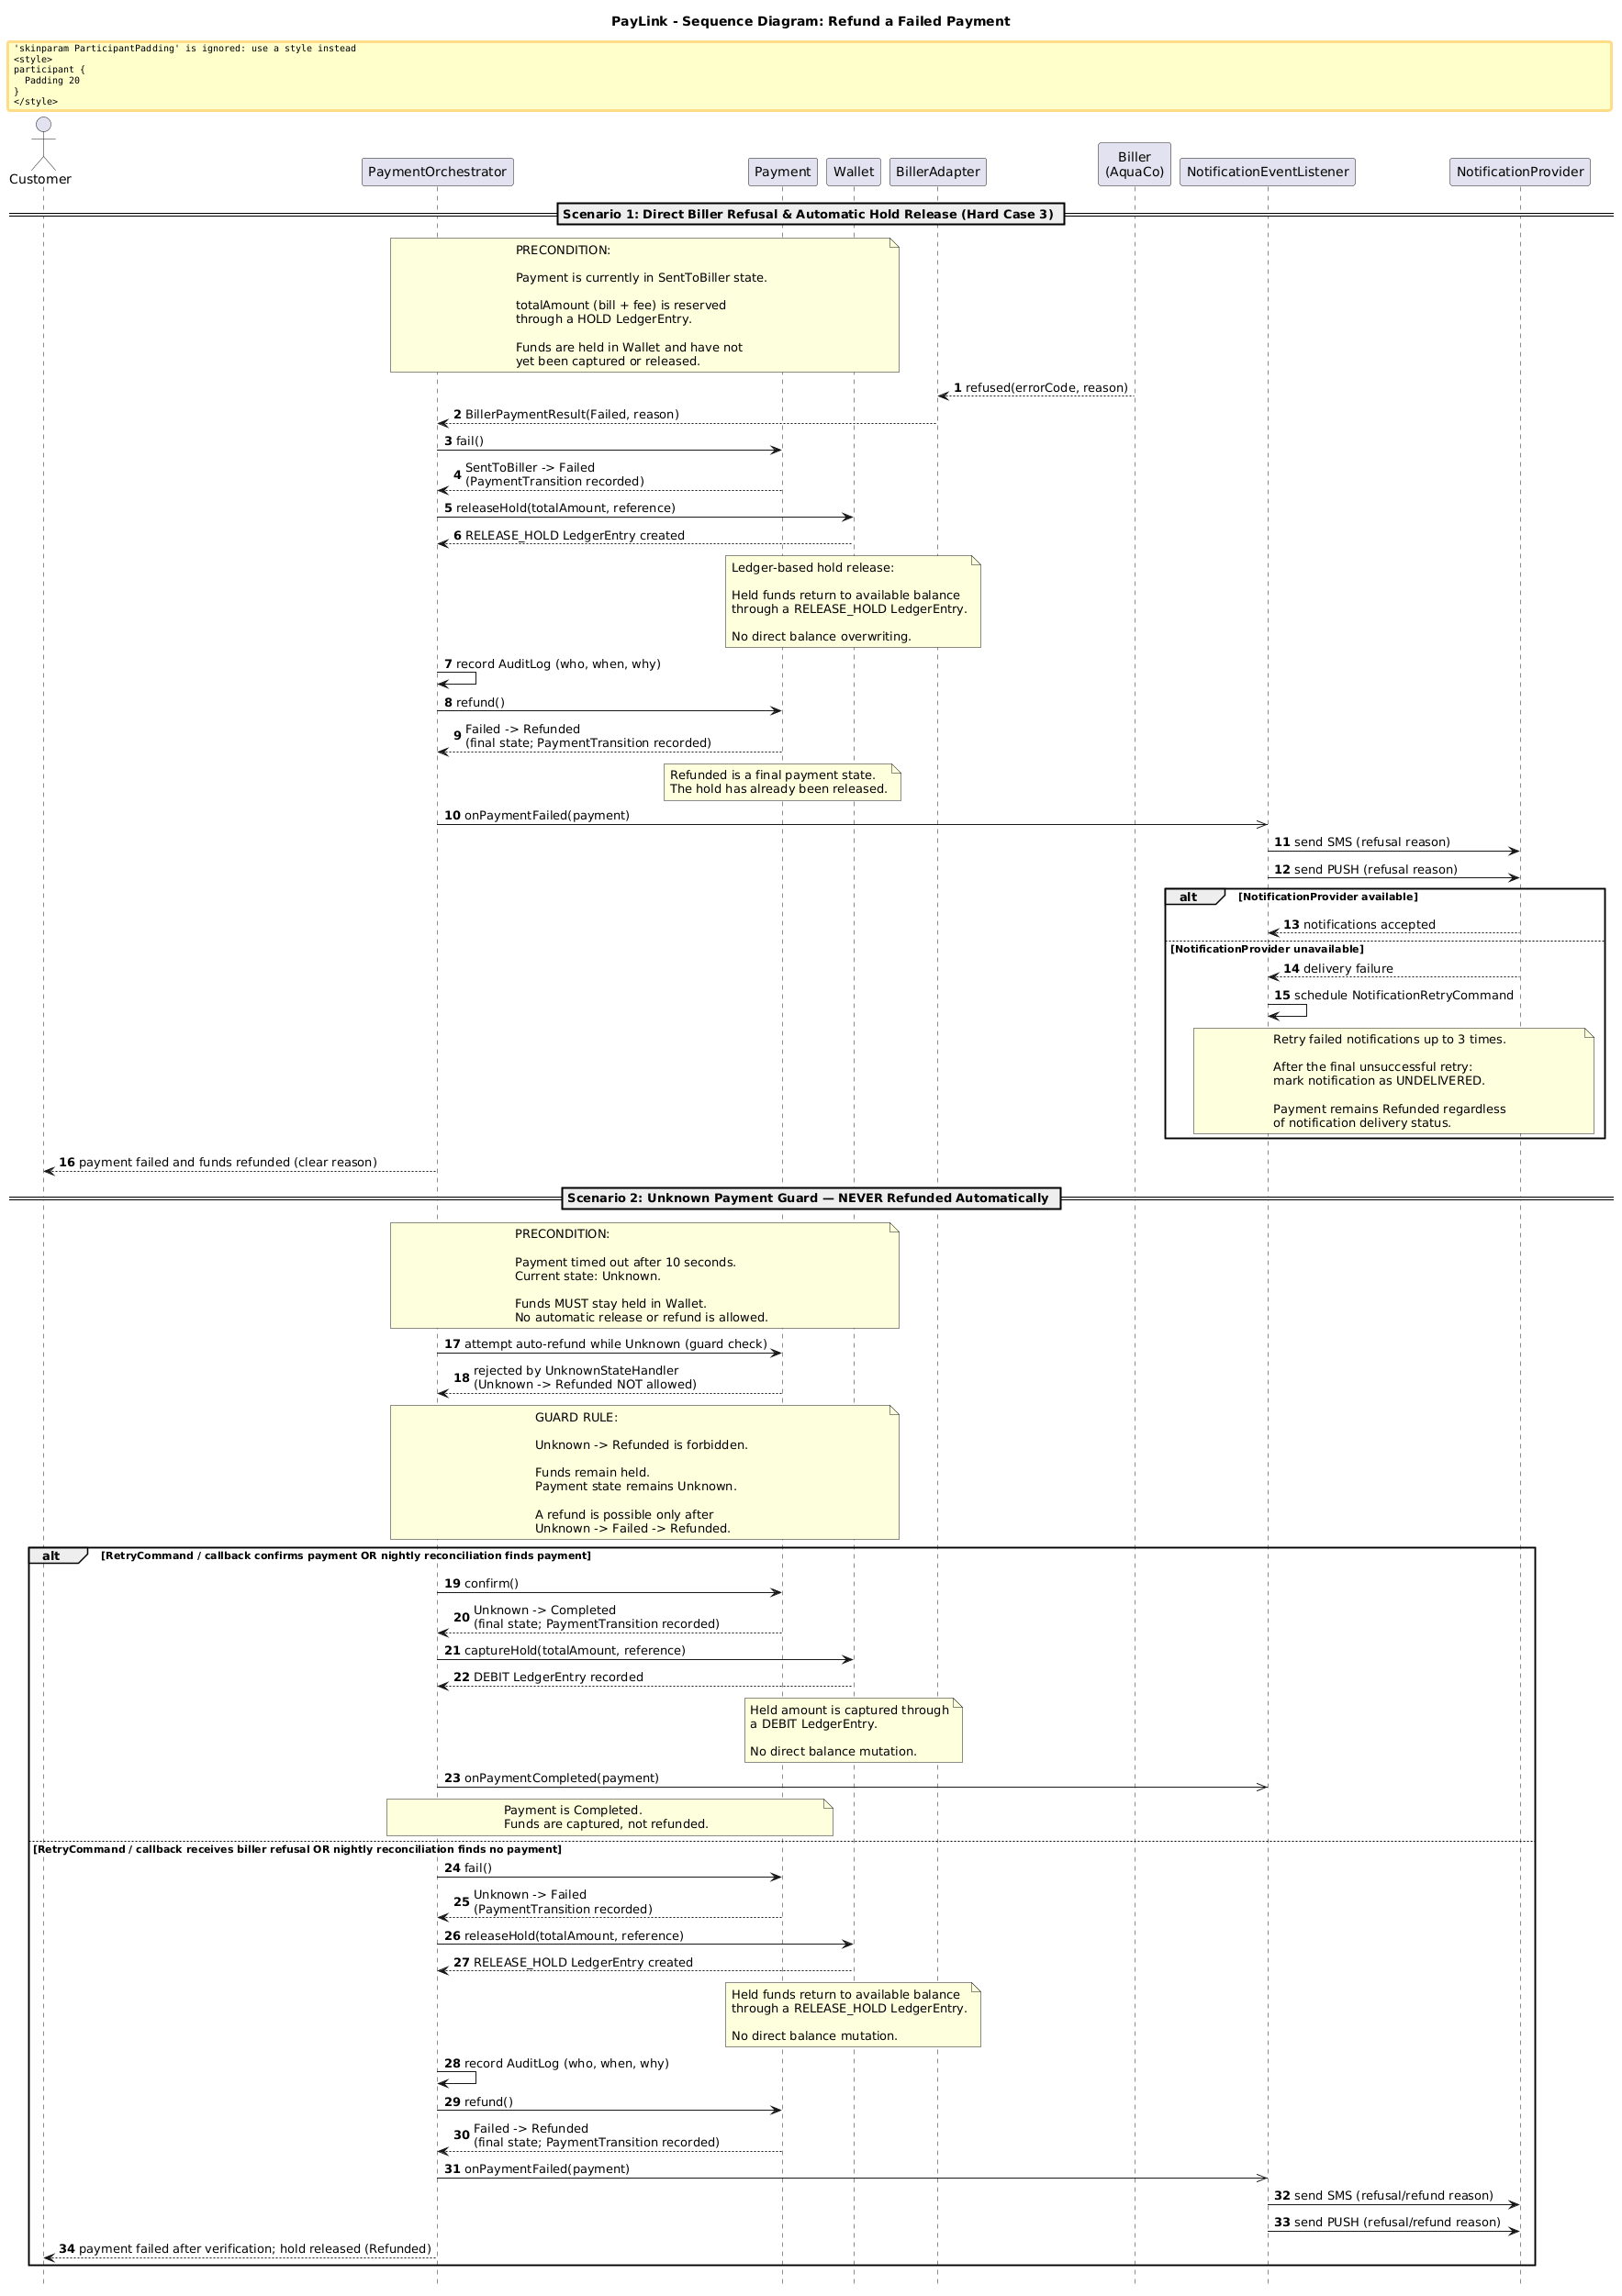 PayLink - Sequence Diagram: Refund a Failed Payment
'skinparam ParticipantPadding' is ignored: use a style instead
<style>
participant {
  Padding 20
}
</style>
Customer
PaymentOrchestrator
Payment
Wallet
BillerAdapter
Biller
(AquaCo)
NotificationEventListener
NotificationProvider
Scenario 1: Direct Biller Refusal & Automatic Hold Release (Hard Case 3)
PRECONDITION:
Payment is currently in SentToBiller state.
totalAmount (bill + fee) is reserved
through a HOLD LedgerEntry.
Funds are held in Wallet and have not
yet been captured or released.
1 refused(errorCode, reason)
2 BillerPaymentResult(Failed, reason)
3 fail()
4 SentToBiller -> Failed
(PaymentTransition recorded)
5 releaseHold(totalAmount, reference)
6 RELEASE_HOLD LedgerEntry created
Ledger-based hold release:
Held funds return to available balance
through a RELEASE_HOLD LedgerEntry.
No direct balance overwriting.
7 record AuditLog (who, when, why)
8 refund()
9 Failed -> Refunded
(final state; PaymentTransition recorded)
Refunded is a final payment state.
The hold has already been released.
10 onPaymentFailed(payment)
11 send SMS (refusal reason)
12 send PUSH (refusal reason)
alt [NotificationProvider available]
13 notifications accepted
[NotificationProvider unavailable]
14 delivery failure
15 schedule NotificationRetryCommand
Retry failed notifications up to 3 times.
After the final unsuccessful retry:
mark notification as UNDELIVERED.
Payment remains Refunded regardless
of notification delivery status.
16 payment failed and funds refunded (clear reason)
Scenario 2: Unknown Payment Guard — NEVER Refunded Automatically
PRECONDITION:
Payment timed out after 10 seconds.
Current state: Unknown.
Funds MUST stay held in Wallet.
No automatic release or refund is allowed.
17 attempt auto-refund while Unknown (guard check)
18 rejected by UnknownStateHandler
(Unknown -> Refunded NOT allowed)
GUARD RULE:
Unknown -> Refunded is forbidden.
Funds remain held.
Payment state remains Unknown.
A refund is possible only after
Unknown -> Failed -> Refunded.
alt [RetryCommand / callback confirms payment OR nightly reconciliation finds payment]
19 confirm()
20 Unknown -> Completed
(final state; PaymentTransition recorded)
21 captureHold(totalAmount, reference)
22 DEBIT LedgerEntry recorded
Held amount is captured through
a DEBIT LedgerEntry.
No direct balance mutation.
23 onPaymentCompleted(payment)
Payment is Completed.
Funds are captured, not refunded.
[RetryCommand / callback receives biller refusal OR nightly reconciliation finds no payment]
24 fail()
25 Unknown -> Failed
(PaymentTransition recorded)
26 releaseHold(totalAmount, reference)
27 RELEASE_HOLD LedgerEntry created
Held funds return to available balance
through a RELEASE_HOLD LedgerEntry.
No direct balance mutation.
28 record AuditLog (who, when, why)
29 refund()
30 Failed -> Refunded
(final state; PaymentTransition recorded)
31 onPaymentFailed(payment)
32 send SMS (refusal/refund reason)
33 send PUSH (refusal/refund reason)
34 payment failed after verification; hold released (Refunded)